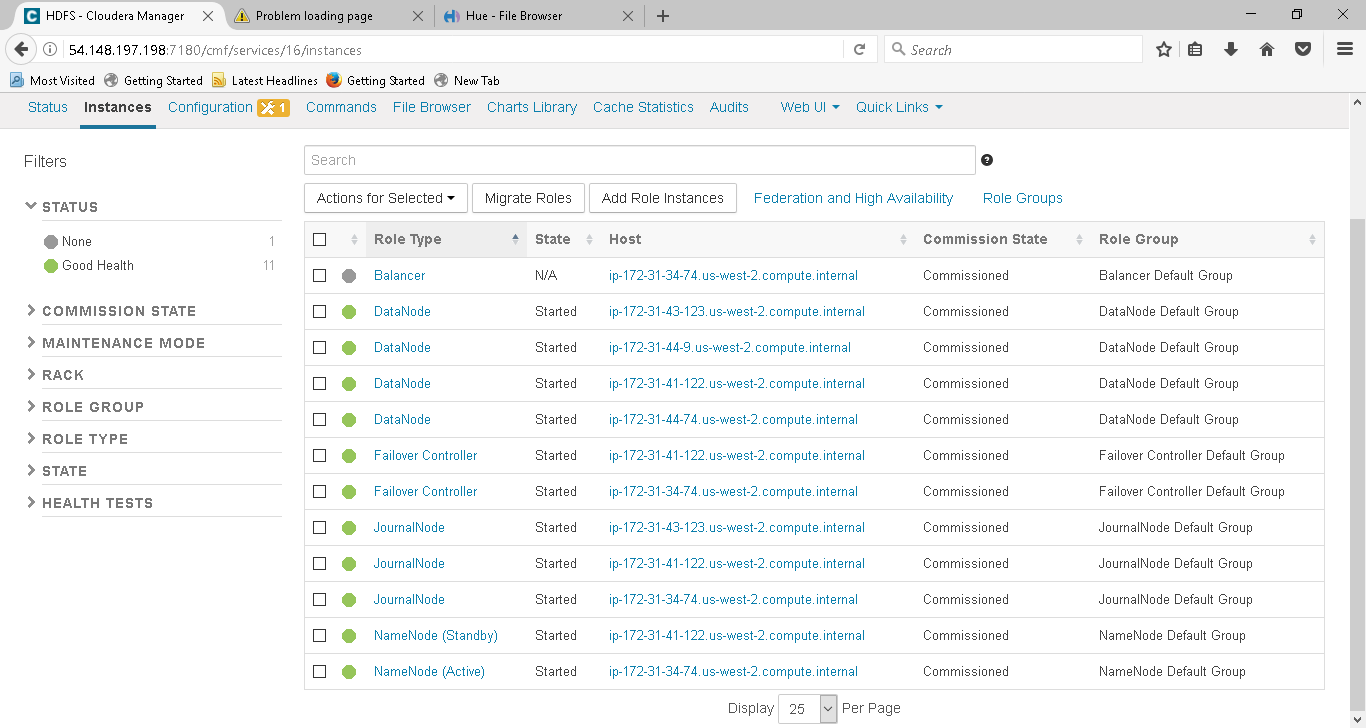 HDFS - Cloudera Manager Problem loading page Hue - File Browser
54.148.197.198:7180/cmf/services/16/instances Search
Most Visited Getting Started Latest Headlines Getting Started New Tab
Status Instances Configuration 1 Commands File Browser Charts Library Cache Statistics Audits Web UI Quick Links
Filters
Search
Actions for Selected Migrate Roles Add Role Instances Federation and High Availability Role Groups
STATUS
None 1
Good Health 11
COMMISSION STATE
MAINTENANCE MODE
RACK
ROLE GROUP
ROLE TYPE
STATE
HEALTH TESTS
Role Type State Host Commission State Role Group
Balancer N/A ip-172-31-34-74.us-west-2.compute.internal Commissioned Balancer Default Group
DataNode Started ip-172-31-43-123.us-west-2.compute.internal Commissioned DataNode Default Group
DataNode Started ip-172-31-44-9.us-west-2.compute.internal Commissioned DataNode Default Group
DataNode Started ip-172-31-41-122.us-west-2.compute.internal Commissioned DataNode Default Group
DataNode Started ip-172-31-44-74.us-west-2.compute.internal Commissioned DataNode Default Group
Failover Controller Started ip-172-31-41-122.us-west-2.compute.internal Commissioned Failover Controller Default Group
Failover Controller Started ip-172-31-34-74.us-west-2.compute.internal Commissioned Failover Controller Default Group
JournalNode Started ip-172-31-43-123.us-west-2.compute.internal Commissioned JournalNode Default Group
JournalNode Started ip-172-31-41-122.us-west-2.compute.internal Commissioned JournalNode Default Group
JournalNode Started ip-172-31-34-74.us-west-2.compute.internal Commissioned JournalNode Default Group
NameNode (Standby) Started ip-172-31-41-122.us-west-2.compute.internal Commissioned NameNode Default Group
NameNode (Active) Started ip-172-31-34-74.us-west-2.compute.internal Commissioned NameNode Default Group
Display 25 Per Page